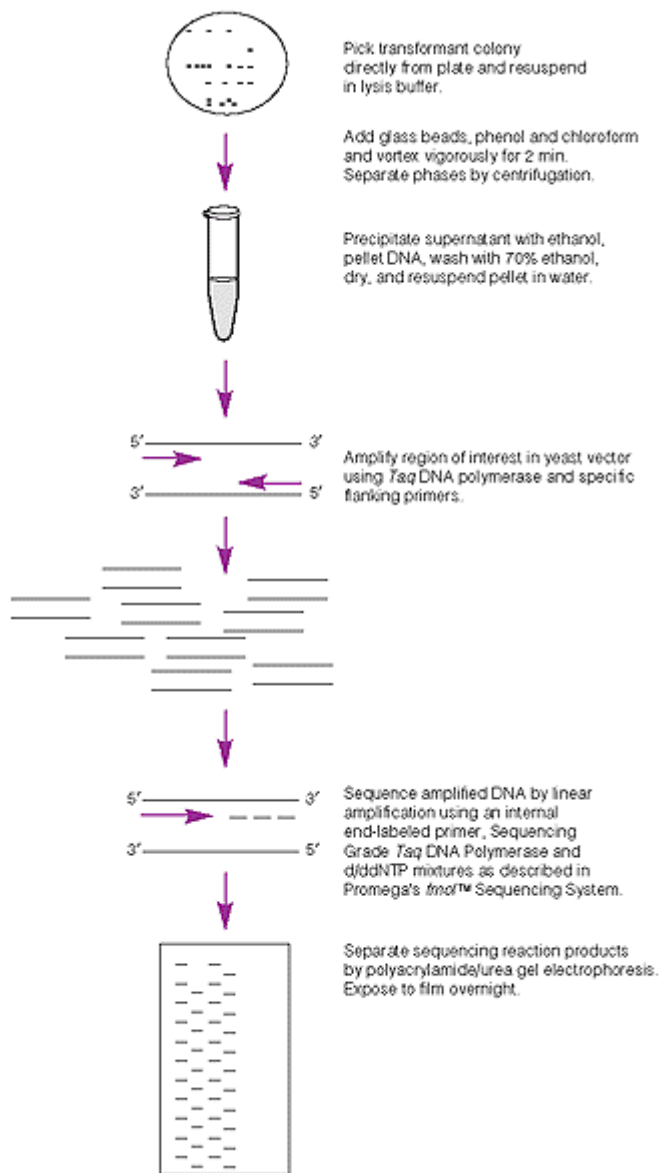 Pick transformant colony
directly from plate and resuspend
in lysis buffer.
Add glass beads, phenol and chloroform
and vortex vigorously for 2 min.
Separate phases by centrifugation.
Precipitate supernatant with ethanol,
pellet DNA, wash with 70% ethanol,
dry, and resuspend pellet in water.
5′ 3′
3′ 5′
Amplify region of interest in yeast vector
using Taq DNA polymerase and specific
flanking primers.
5′ 3′
3′ 5′
Sequence amplified DNA by linear
amplification using an internal
end-labeled primer, Sequencing
Grade Taq DNA Polymerase and
d/ddNTP mixtures as described in
Promega's fmol™ Sequencing System.
Separate sequencing reaction products
by polyacrylamide/urea gel electrophoresis.
Expose to film overnight.